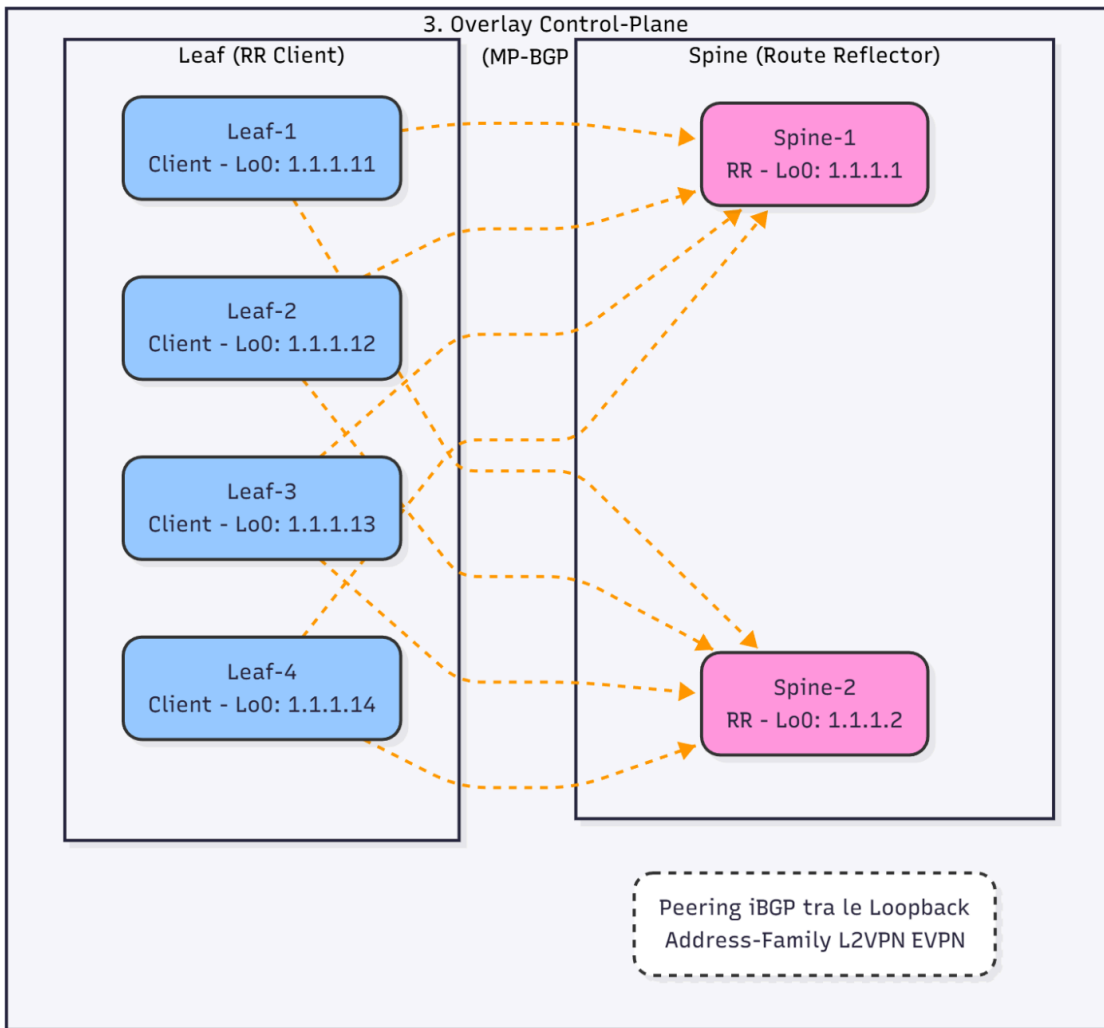 3. Overlay Control-Plane
(MP-BGP
Leaf (RR Client)
Leaf-1
Client - Lo0: 1.1.1.11
Leaf-2
Client - Lo0: 1.1.1.12
Leaf-3
Client - Lo0: 1.1.1.13
Leaf-4
Client - Lo0: 1.1.1.14
Spine (Route Reflector)
Spine-1
RR - Lo0: 1.1.1.1
Spine-2
RR - Lo0: 1.1.1.2
Peering iBGP tra le Loopback
Address-Family L2VPN EVPN